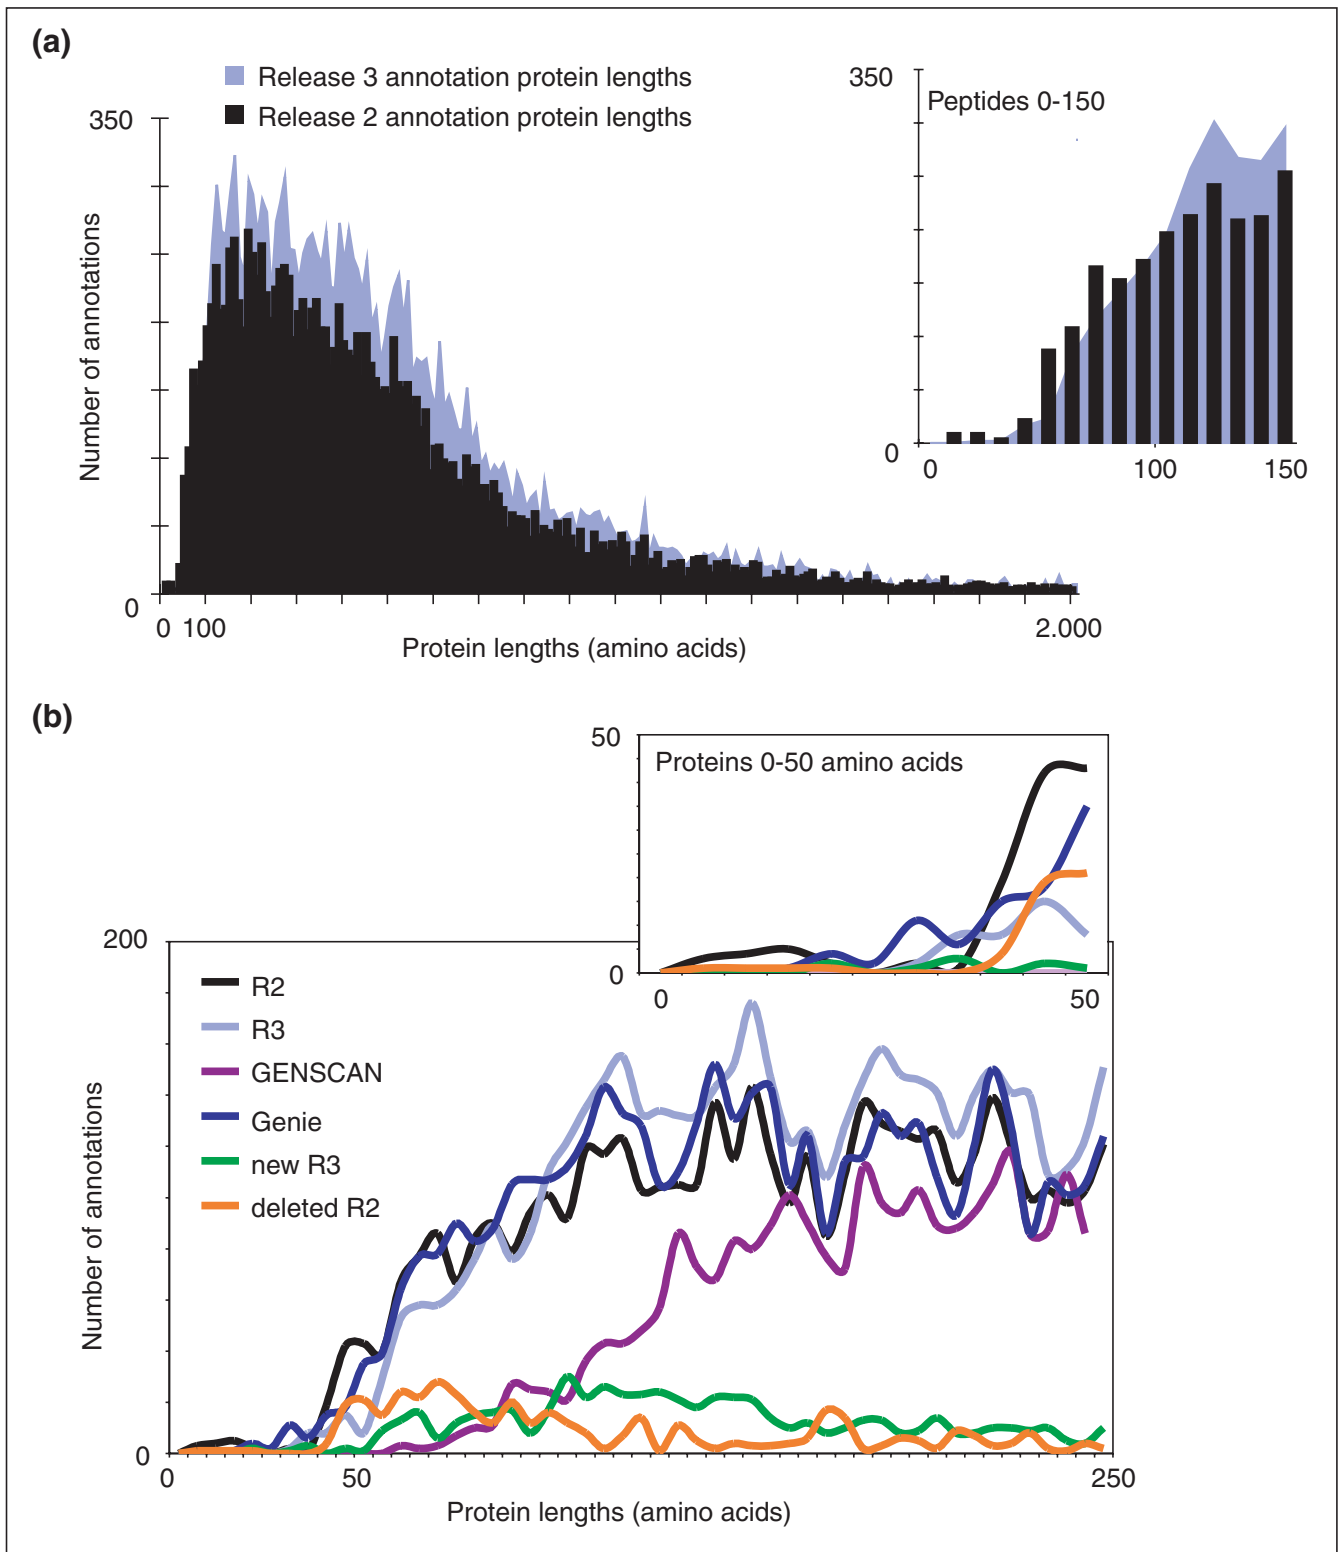 (a)
Release 3 annotation protein lengths
Release 2 annotation protein lengths
350
Number of annotations
0
0 100
2.000
Protein lengths (amino acids)
350
Peptides 0-150
0
0
100
150
(b)
50
Proteins 0-50 amino acids
0
0
50
200
R2
R3
GENSCAN
Genie
new R3
deleted R2
Number of annotations
0
0
50
250
Protein lengths (amino acids)